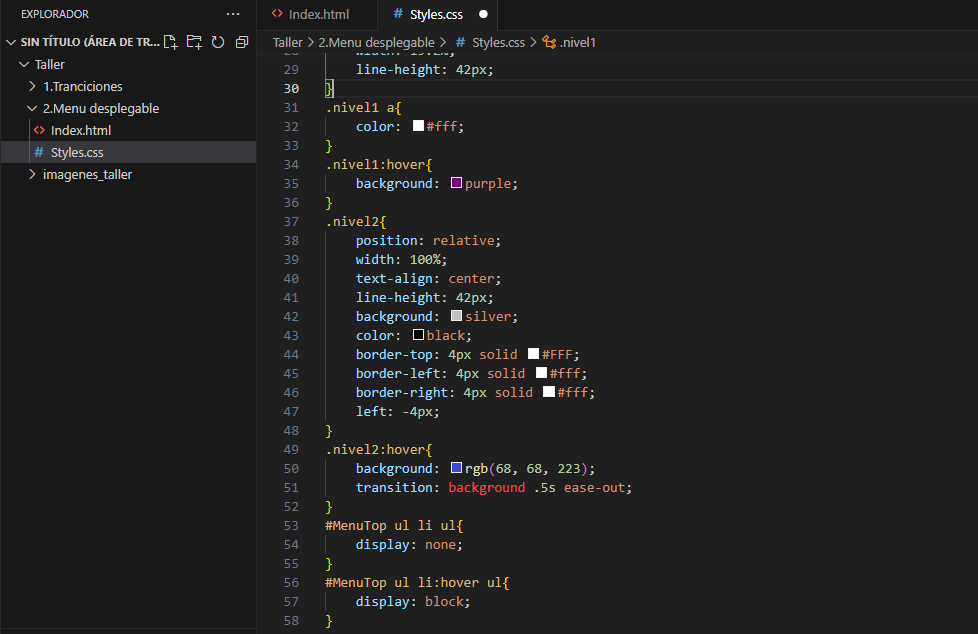 EXPLORADOR
SIN TÍTULO (ÁREA DE TR...
Taller
1.Tranciciones
2.Menu desplegable
Index.html
Styles.css
imagenes_taller
Index.html
Styles.css
Taller > 2.Menu desplegable > # Styles.css > .nivel1
29 line-height: 42px;
30 }
31 .nivel1 a{
32 color: #fff;
33 }
34 .nivel1:hover{
35 background: purple;
36 }
37 .nivel2{
38 position: relative;
39 width: 100%;
40 text-align: center;
41 line-height: 42px;
42 background: silver;
43 color: black;
44 border-top: 4px solid #FFF;
45 border-left: 4px solid #fff;
46 border-right: 4px solid #fff;
47 left: -4px;
48 }
49 .nivel2:hover{
50 background: rgb(68, 68, 223);
51 transition: background .5s ease-out;
52 }
53 #MenuTop ul li ul{
54 display: none;
55 }
56 #MenuTop ul li:hover ul{
57 display: block;
58 }